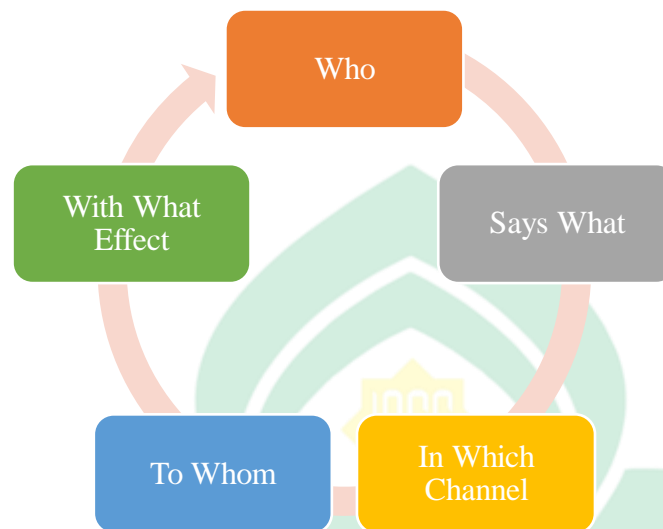 Who
Says What
In Which
Channel
To Whom
With What
Effect